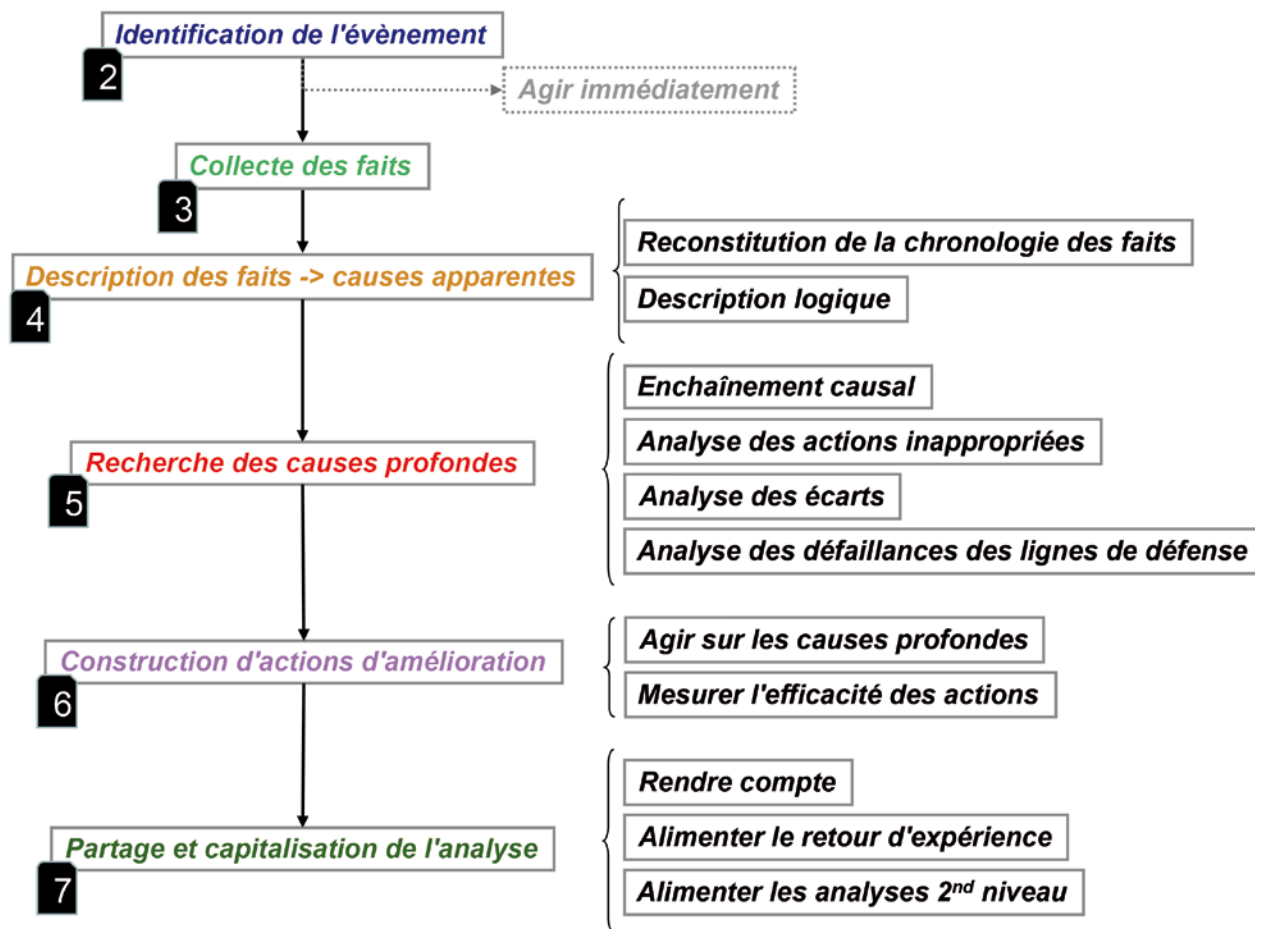 Identification de l'évènement
2
Agir immédiatement
Collecte des faits
3
Description des faits -> causes apparentes
4
Reconstitution de la chronologie des faits
Description logique
Recherche des causes profondes
5
Enchaînement causal
Analyse des actions inappropriées
Analyse des écarts
Analyse des défaillances des lignes de défense
Construction d'actions d'amélioration
6
Agir sur les causes profondes
Mesurer l'efficacité des actions
Partage et capitalisation de l'analyse
7
Rendre compte
Alimenter le retour d'expérience
Alimenter les analyses 2nd niveau